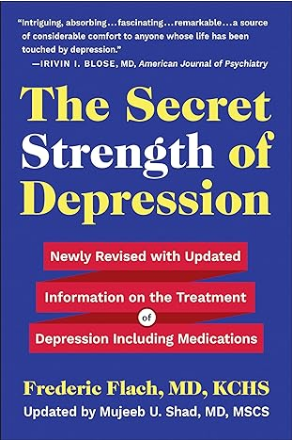 "Intriguing, absorbing...fascinating...remarkable...a source
of considerable comfort to anyone whose life has been
touched by depression."
—IRIVIN I. BLOSE, MD, American Journal of Psychiatry
The Secret
Strength of
Depression
Newly Revised with Updated
Information on the Treatment
of
Depression Including Medications
Frederic Flach, MD, KCHS
Updated by Mujeeb U. Shad, MD, MSCS